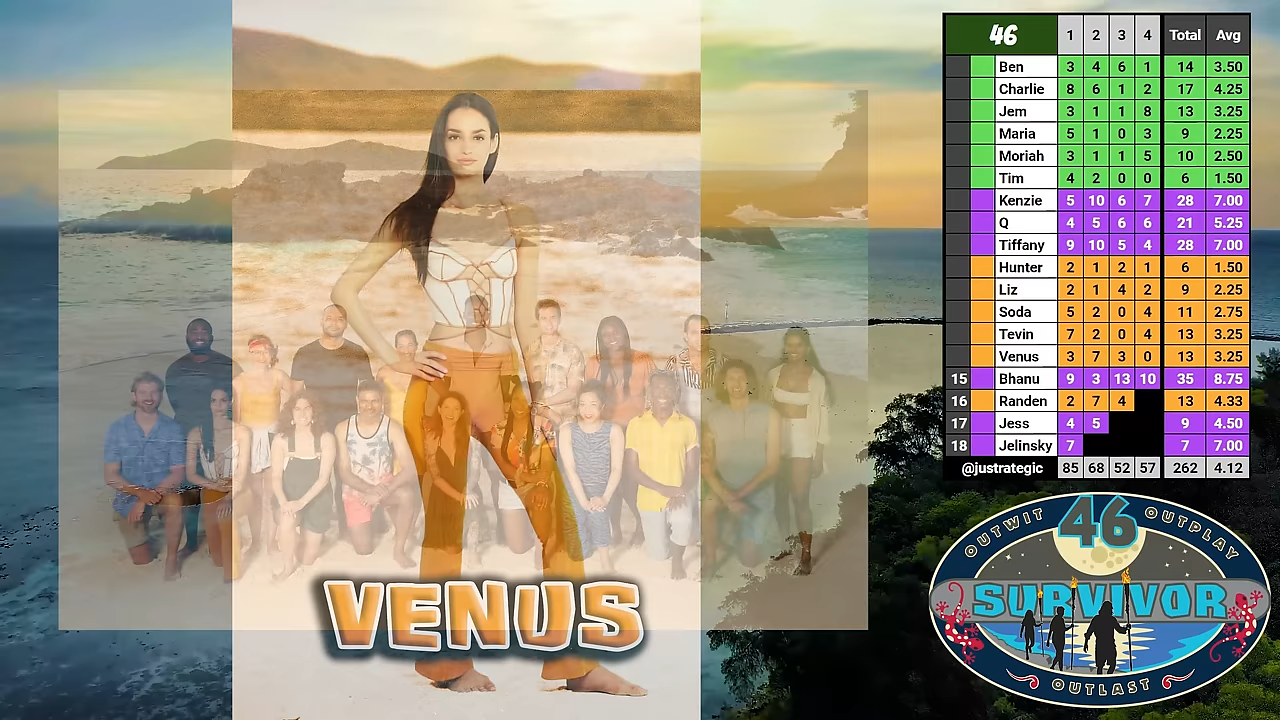 46 1 2 3 4 Total Avg
Ben 3 4 6 1 14 3.50
Charlie 8 6 1 2 17 4.25
Jem 3 1 1 8 13 3.25
Maria 5 1 0 3 9 2.25
Moriah 3 1 1 5 10 2.50
Tim 4 2 0 0 6 1.50
Kenzie 5 10 6 7 28 7.00
Q 4 5 6 6 21 5.25
Tiffany 9 10 5 4 28 7.00
Hunter 2 1 2 1 6 1.50
Liz 2 1 4 2 9 2.25
Soda 5 2 0 4 11 2.75
Tevin 7 2 0 4 13 3.25
Venus 3 7 3 0 13 3.25
15 Bhanu 9 3 13 10 35 8.75
16 Randen 2 7 4 13 4.33
17 Jess 4 5 9 4.50
18 Jelinsky 7 7 7.00
@justrategic 85 68 52 57 262 4.12
VENUS
46
OUTWIT OUTPLAY
SURVIVOR
OUTLAST